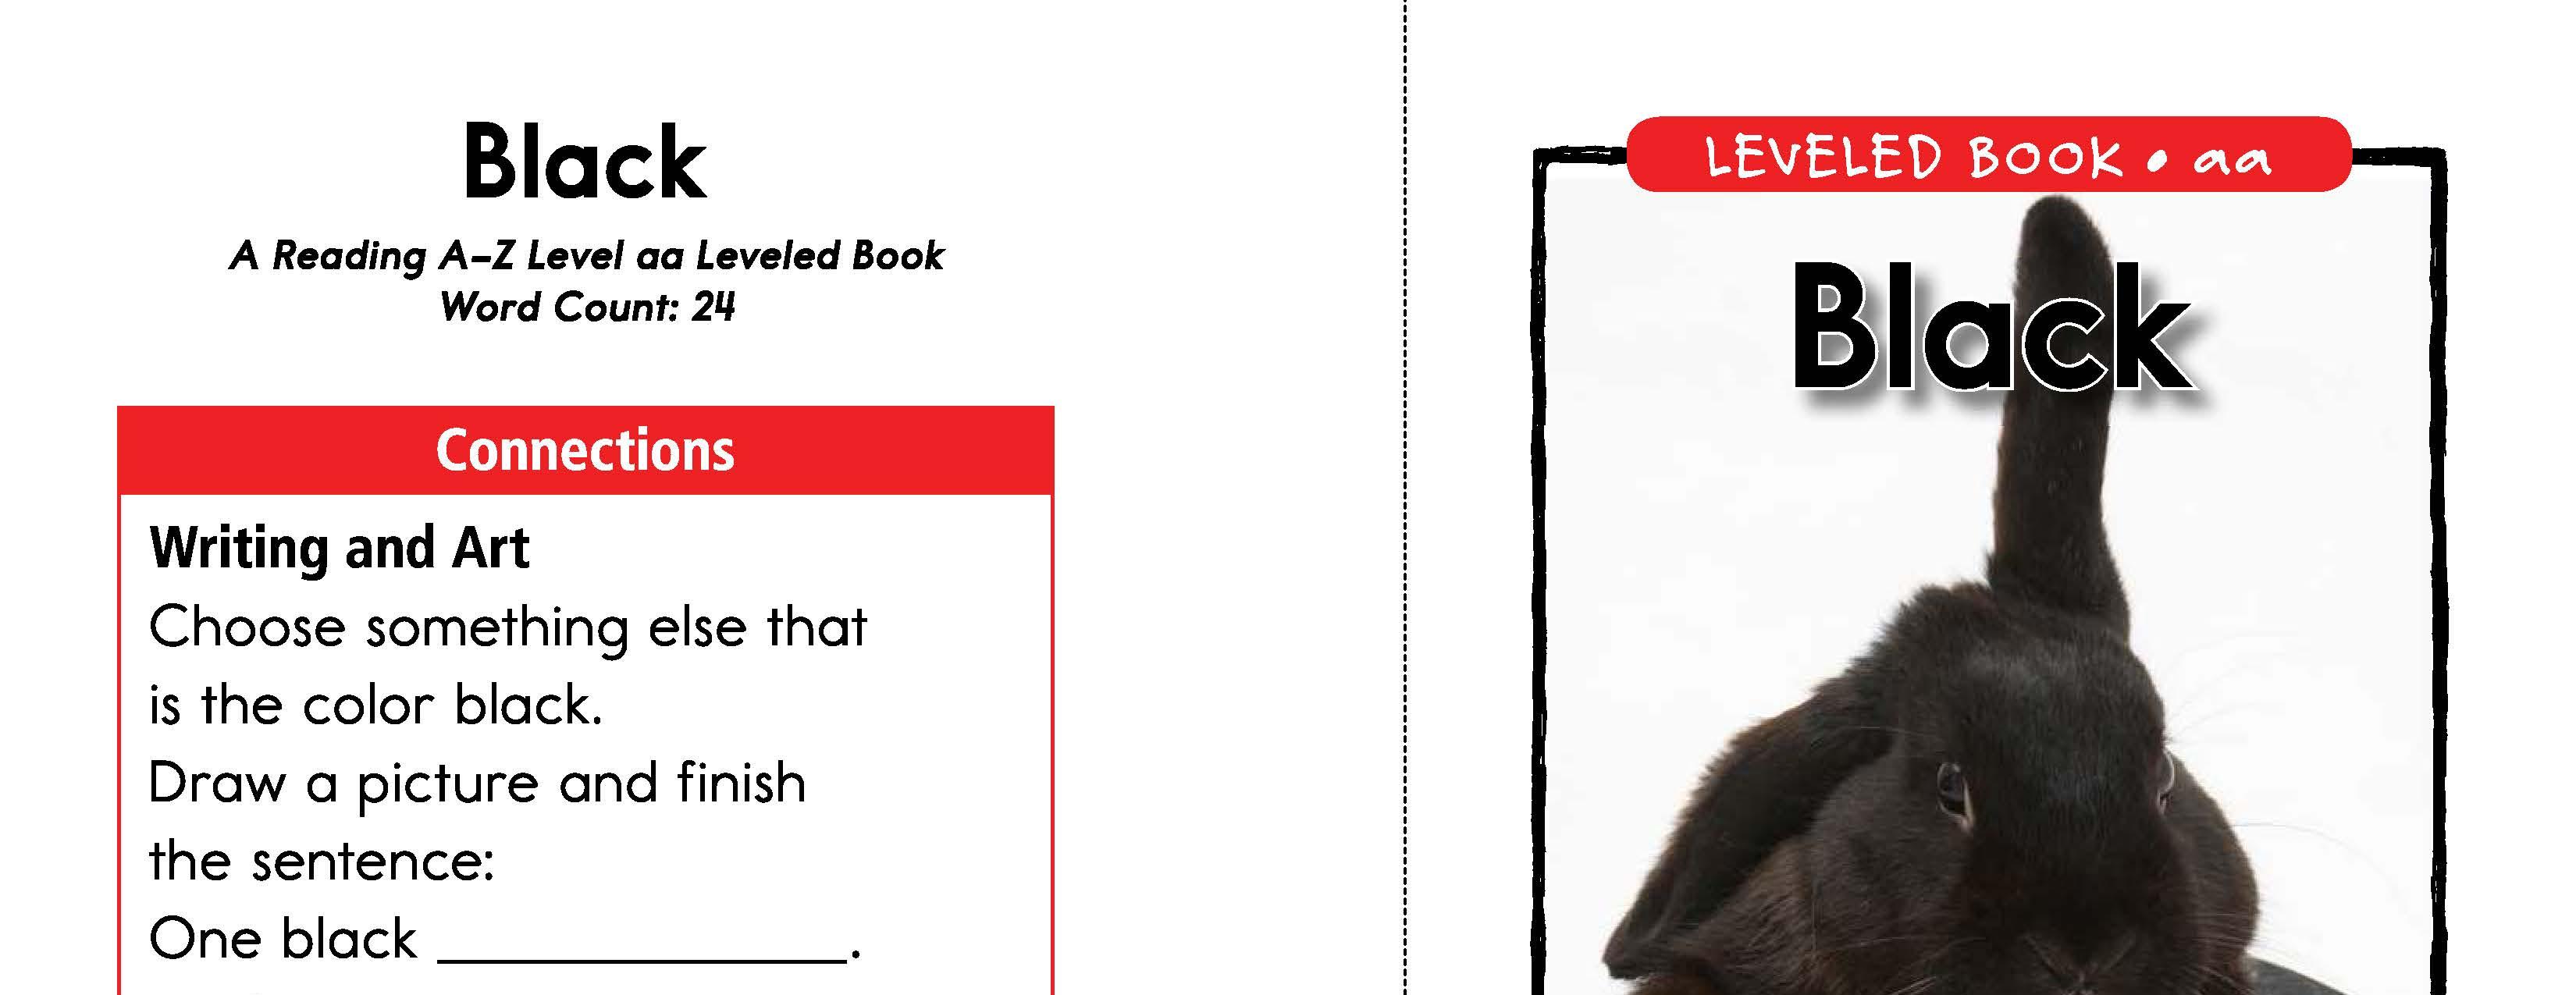 Black
A Reading A–Z Level aa Leveled Book
Word Count: 24
Connections
Writing and Art
Choose something else that
is the color black.
Draw a picture and finish
the sentence:
One black ______________.
LEVELED BOOK • aa
Black